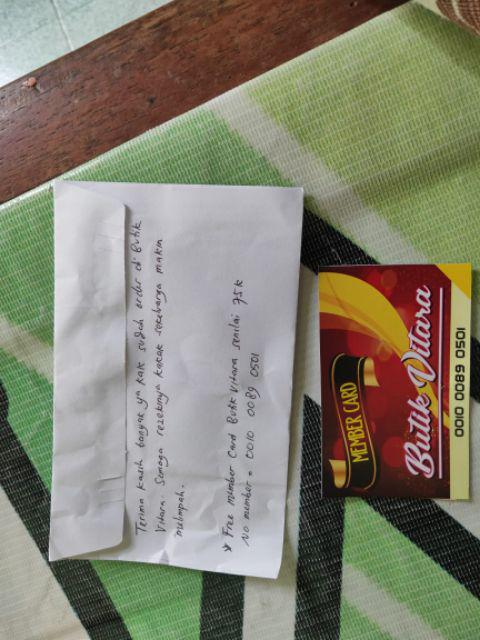 Terima kasih banyak ya kak sudah order di Butik
Vitara. Semoga rezekinya kakak sekeluarga makin
melimpah.
* Free member Card Butik Vitara senilai 75k
No member = 0010 0089 0501
MEMBER CARD
Butik Vitara
0010 0089 0501